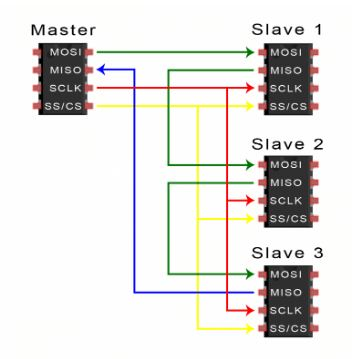 Master
MOSI
MISO
SCLK
SS/CS
Slave 1
MOSI
MISO
SCLK
SS/CS
Slave 2
MOSI
MISO
SCLK
SS/CS
Slave 3
MOSI
MISO
SCLK
SS/CS